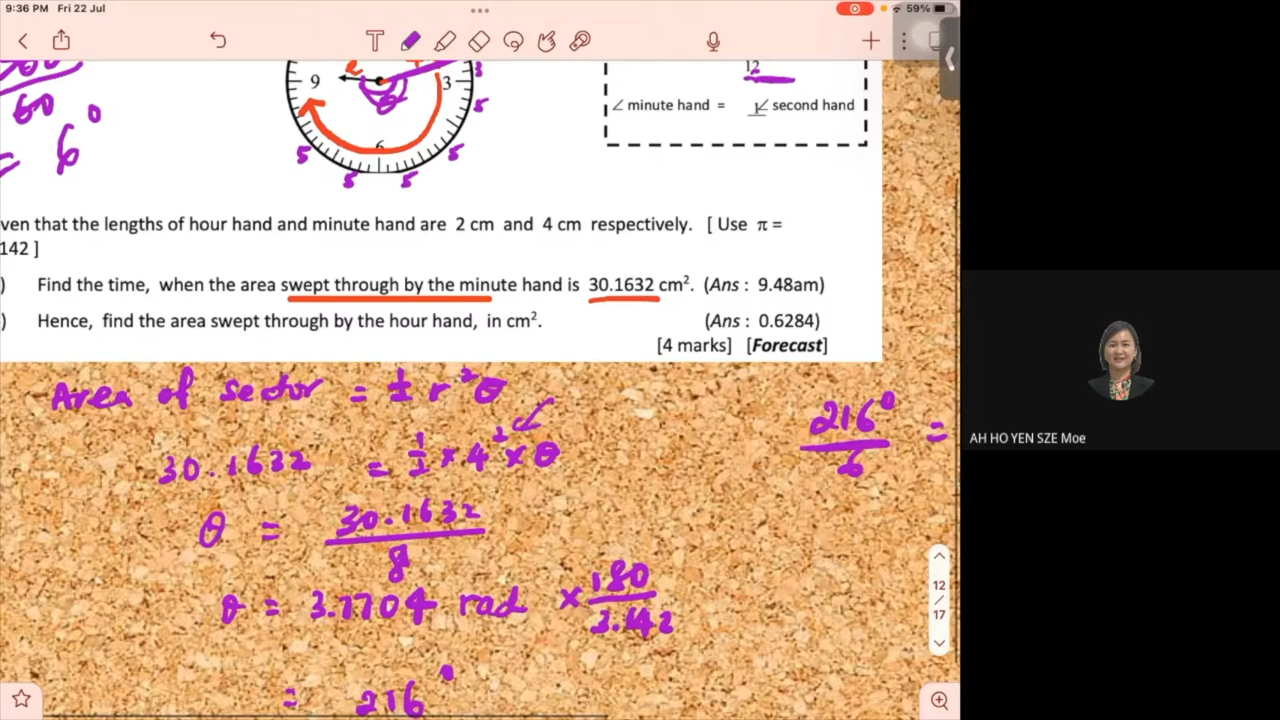 9:36 PM Fri 22 Jul
59%
60
= 6°
9
3
6
5
5
5
5
5
θ
12
∠ minute hand = 1∠ second hand
ven that the lengths of hour hand and minute hand are 2 cm and 4 cm respectively. [ Use π =
142 ]
) Find the time, when the area swept through by the minute hand is 30.1632 cm². (Ans : 9.48am)
) Hence, find the area swept through by the hour hand, in cm². (Ans : 0.6284)
[4 marks] [Forecast]
Area of sector = ½ r²θ
30.1632 = ½ × 4² × θ
θ = 30.1632 / 8
θ = 3.7704 rad × 180 / 3.142
= 216°
216° / 6 =
12
/
17
AH HO YEN SZE Moe